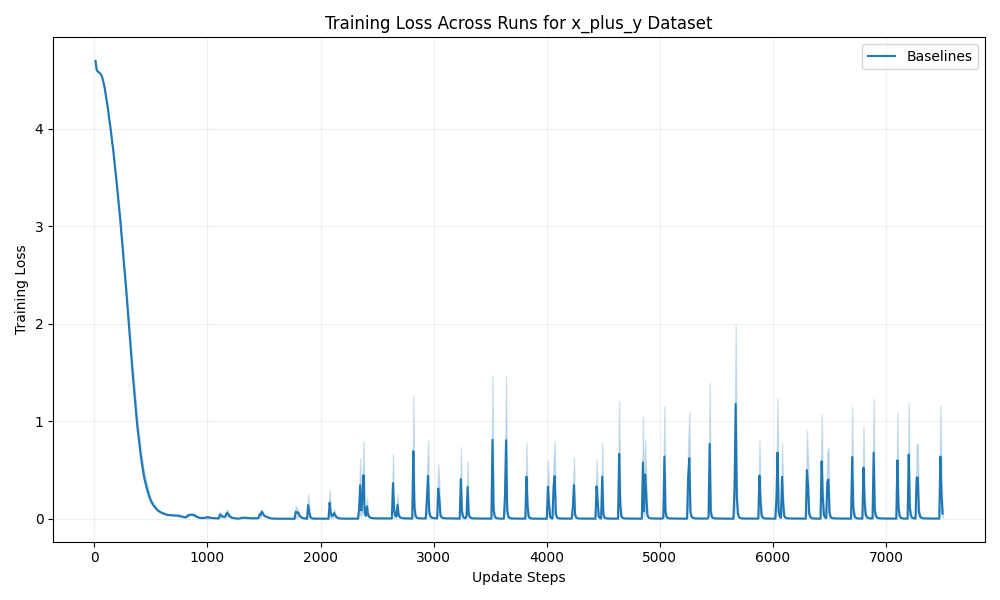 Training Loss Across Runs for x_plus_y Dataset
Baselines
Training Loss
4
3
2
1
0
0 1000 2000 3000 4000 5000 6000 7000
Update Steps